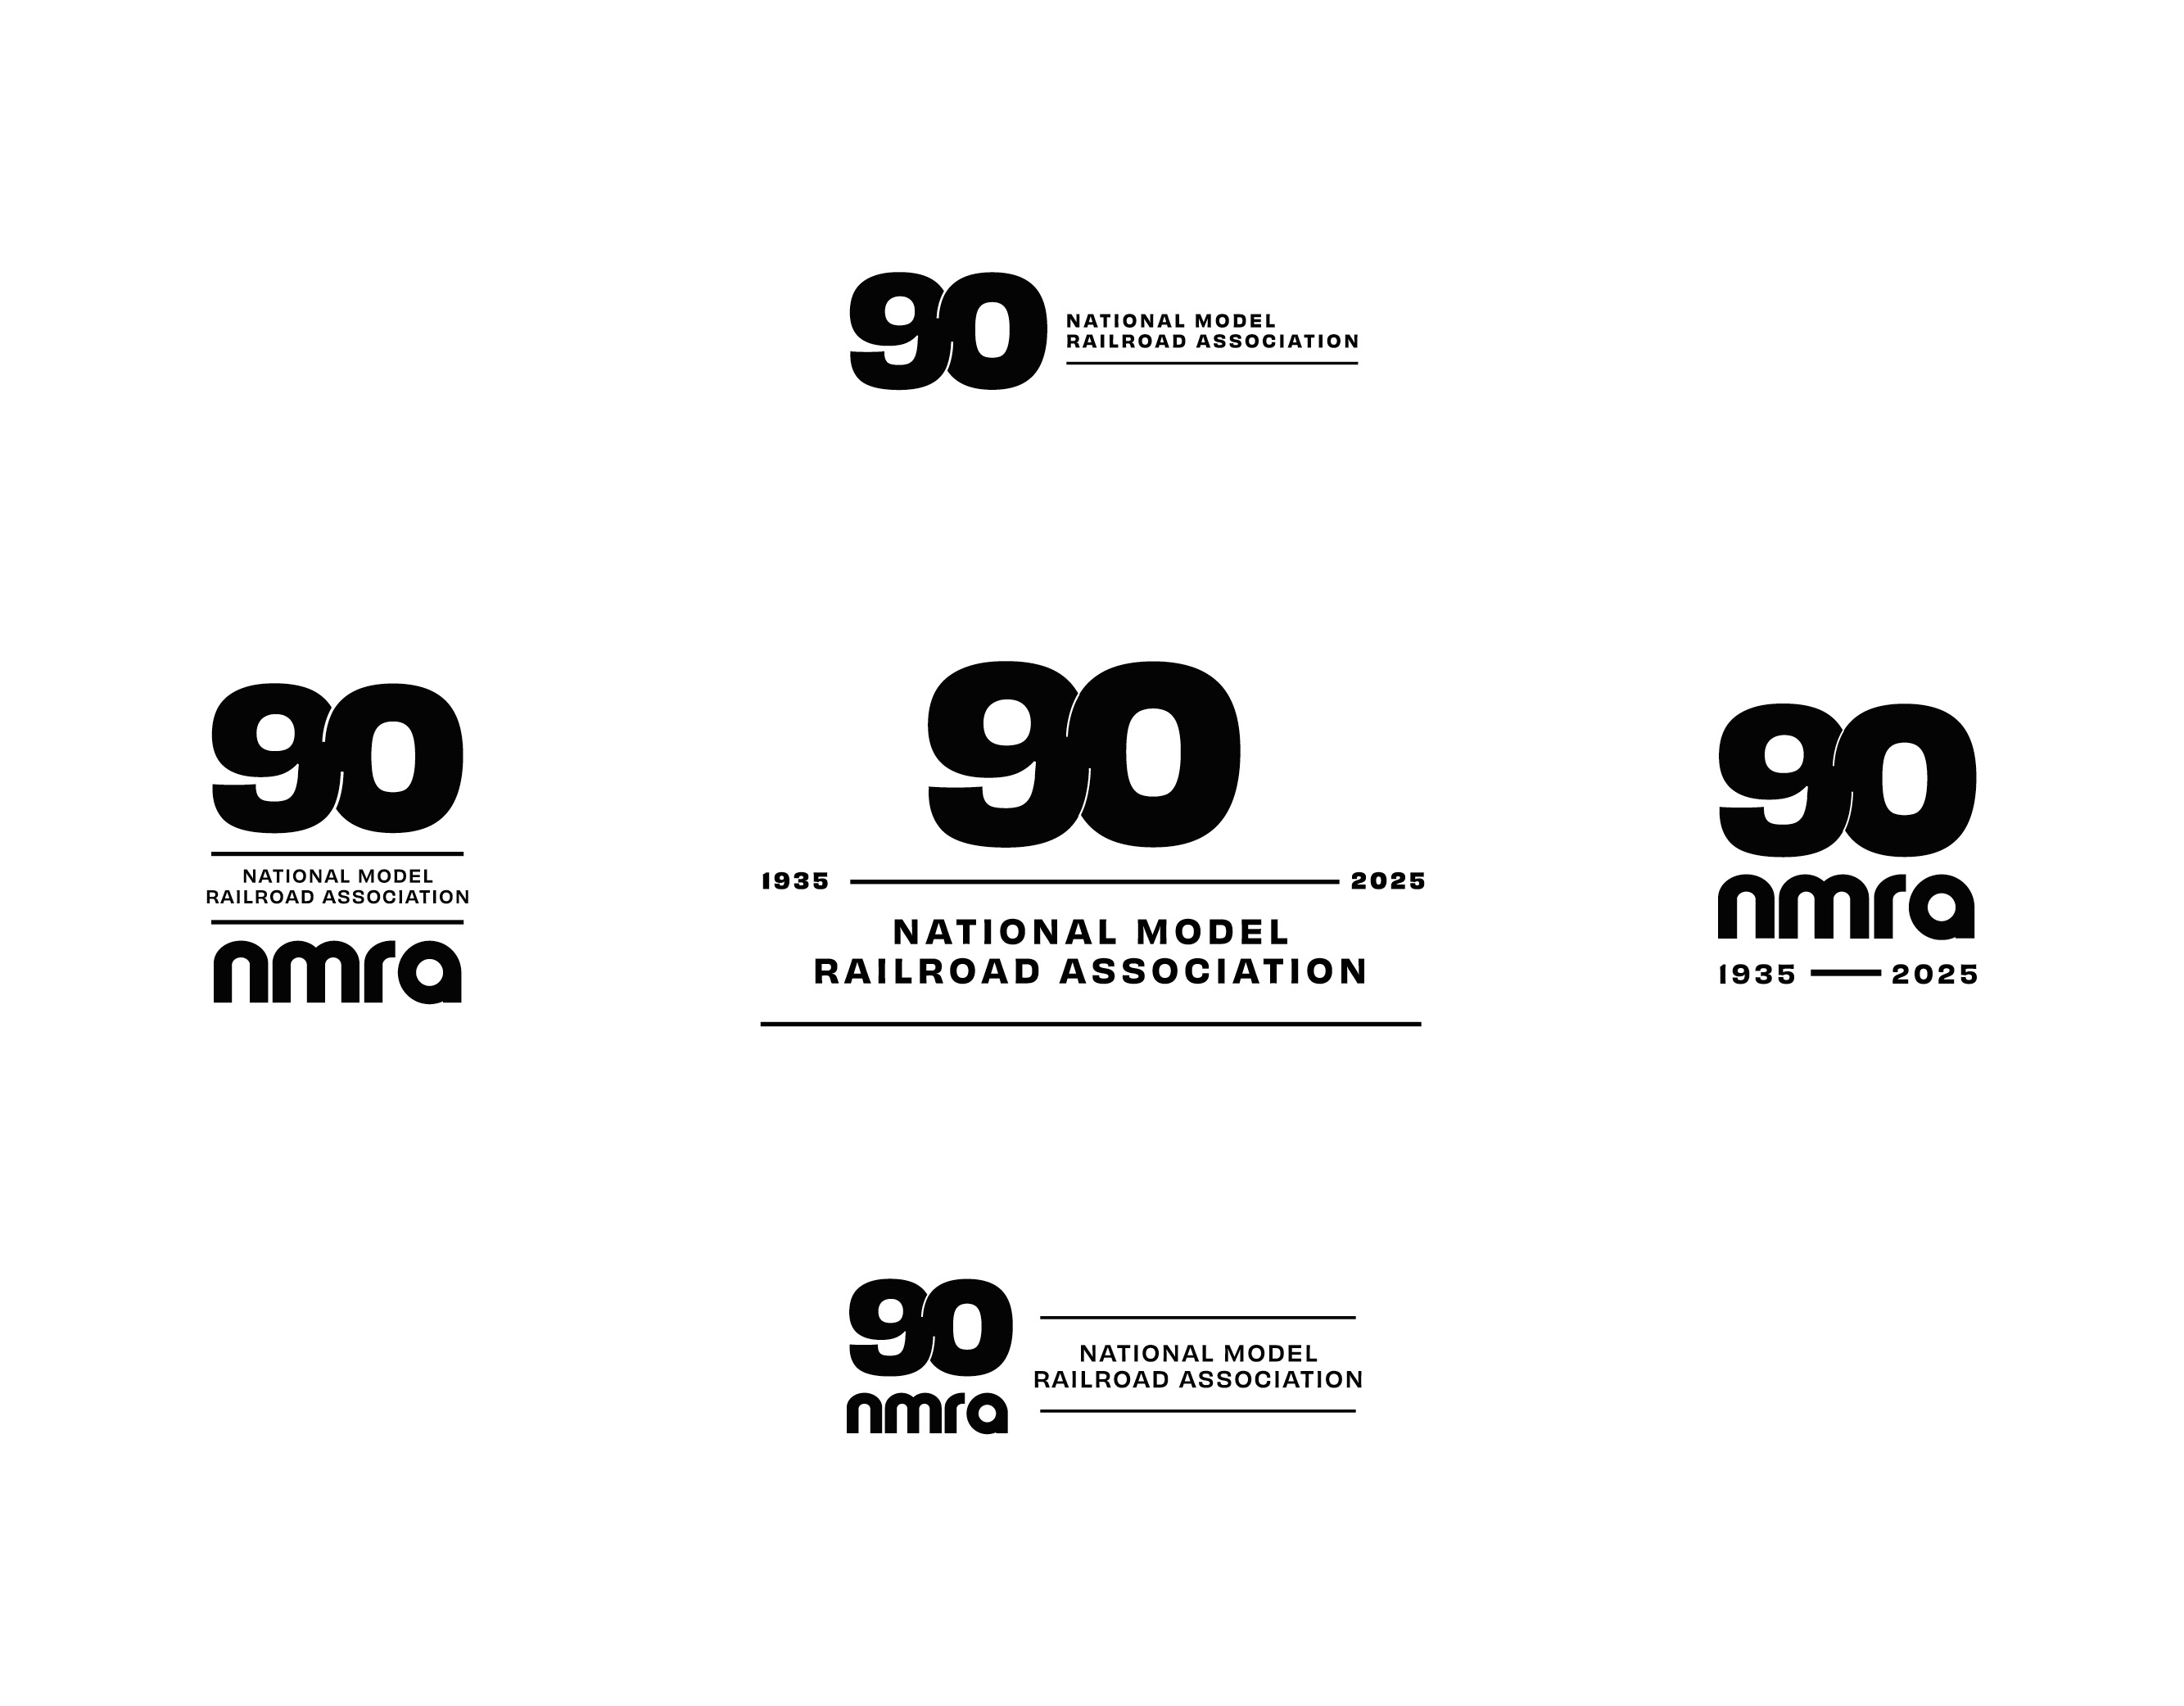 90
NATIONAL MODEL
RAILROAD ASSOCIATION
90
NATIONAL MODEL
RAILROAD ASSOCIATION
nmra
90
1935 2025
NATIONAL MODEL
RAILROAD ASSOCIATION
90
nmra
1935 — 2025
90
nmra
NATIONAL MODEL
RAILROAD ASSOCIATION